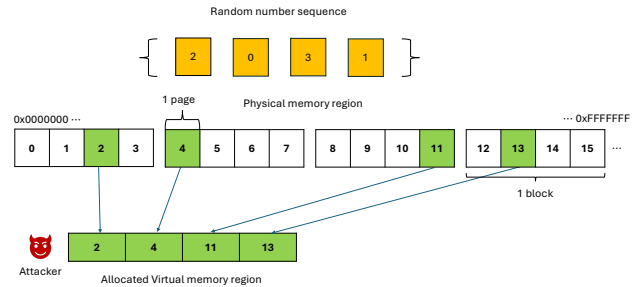 Random number sequence
2 0 3 1
1 page
Physical memory region
0x0000000 ...
... 0xFFFFFFF
0 1 2 3 4 5 6 7 8 9 10 11 12 13 14 15 ...
1 block
2 4 11 13
Attacker
Allocated Virtual memory region